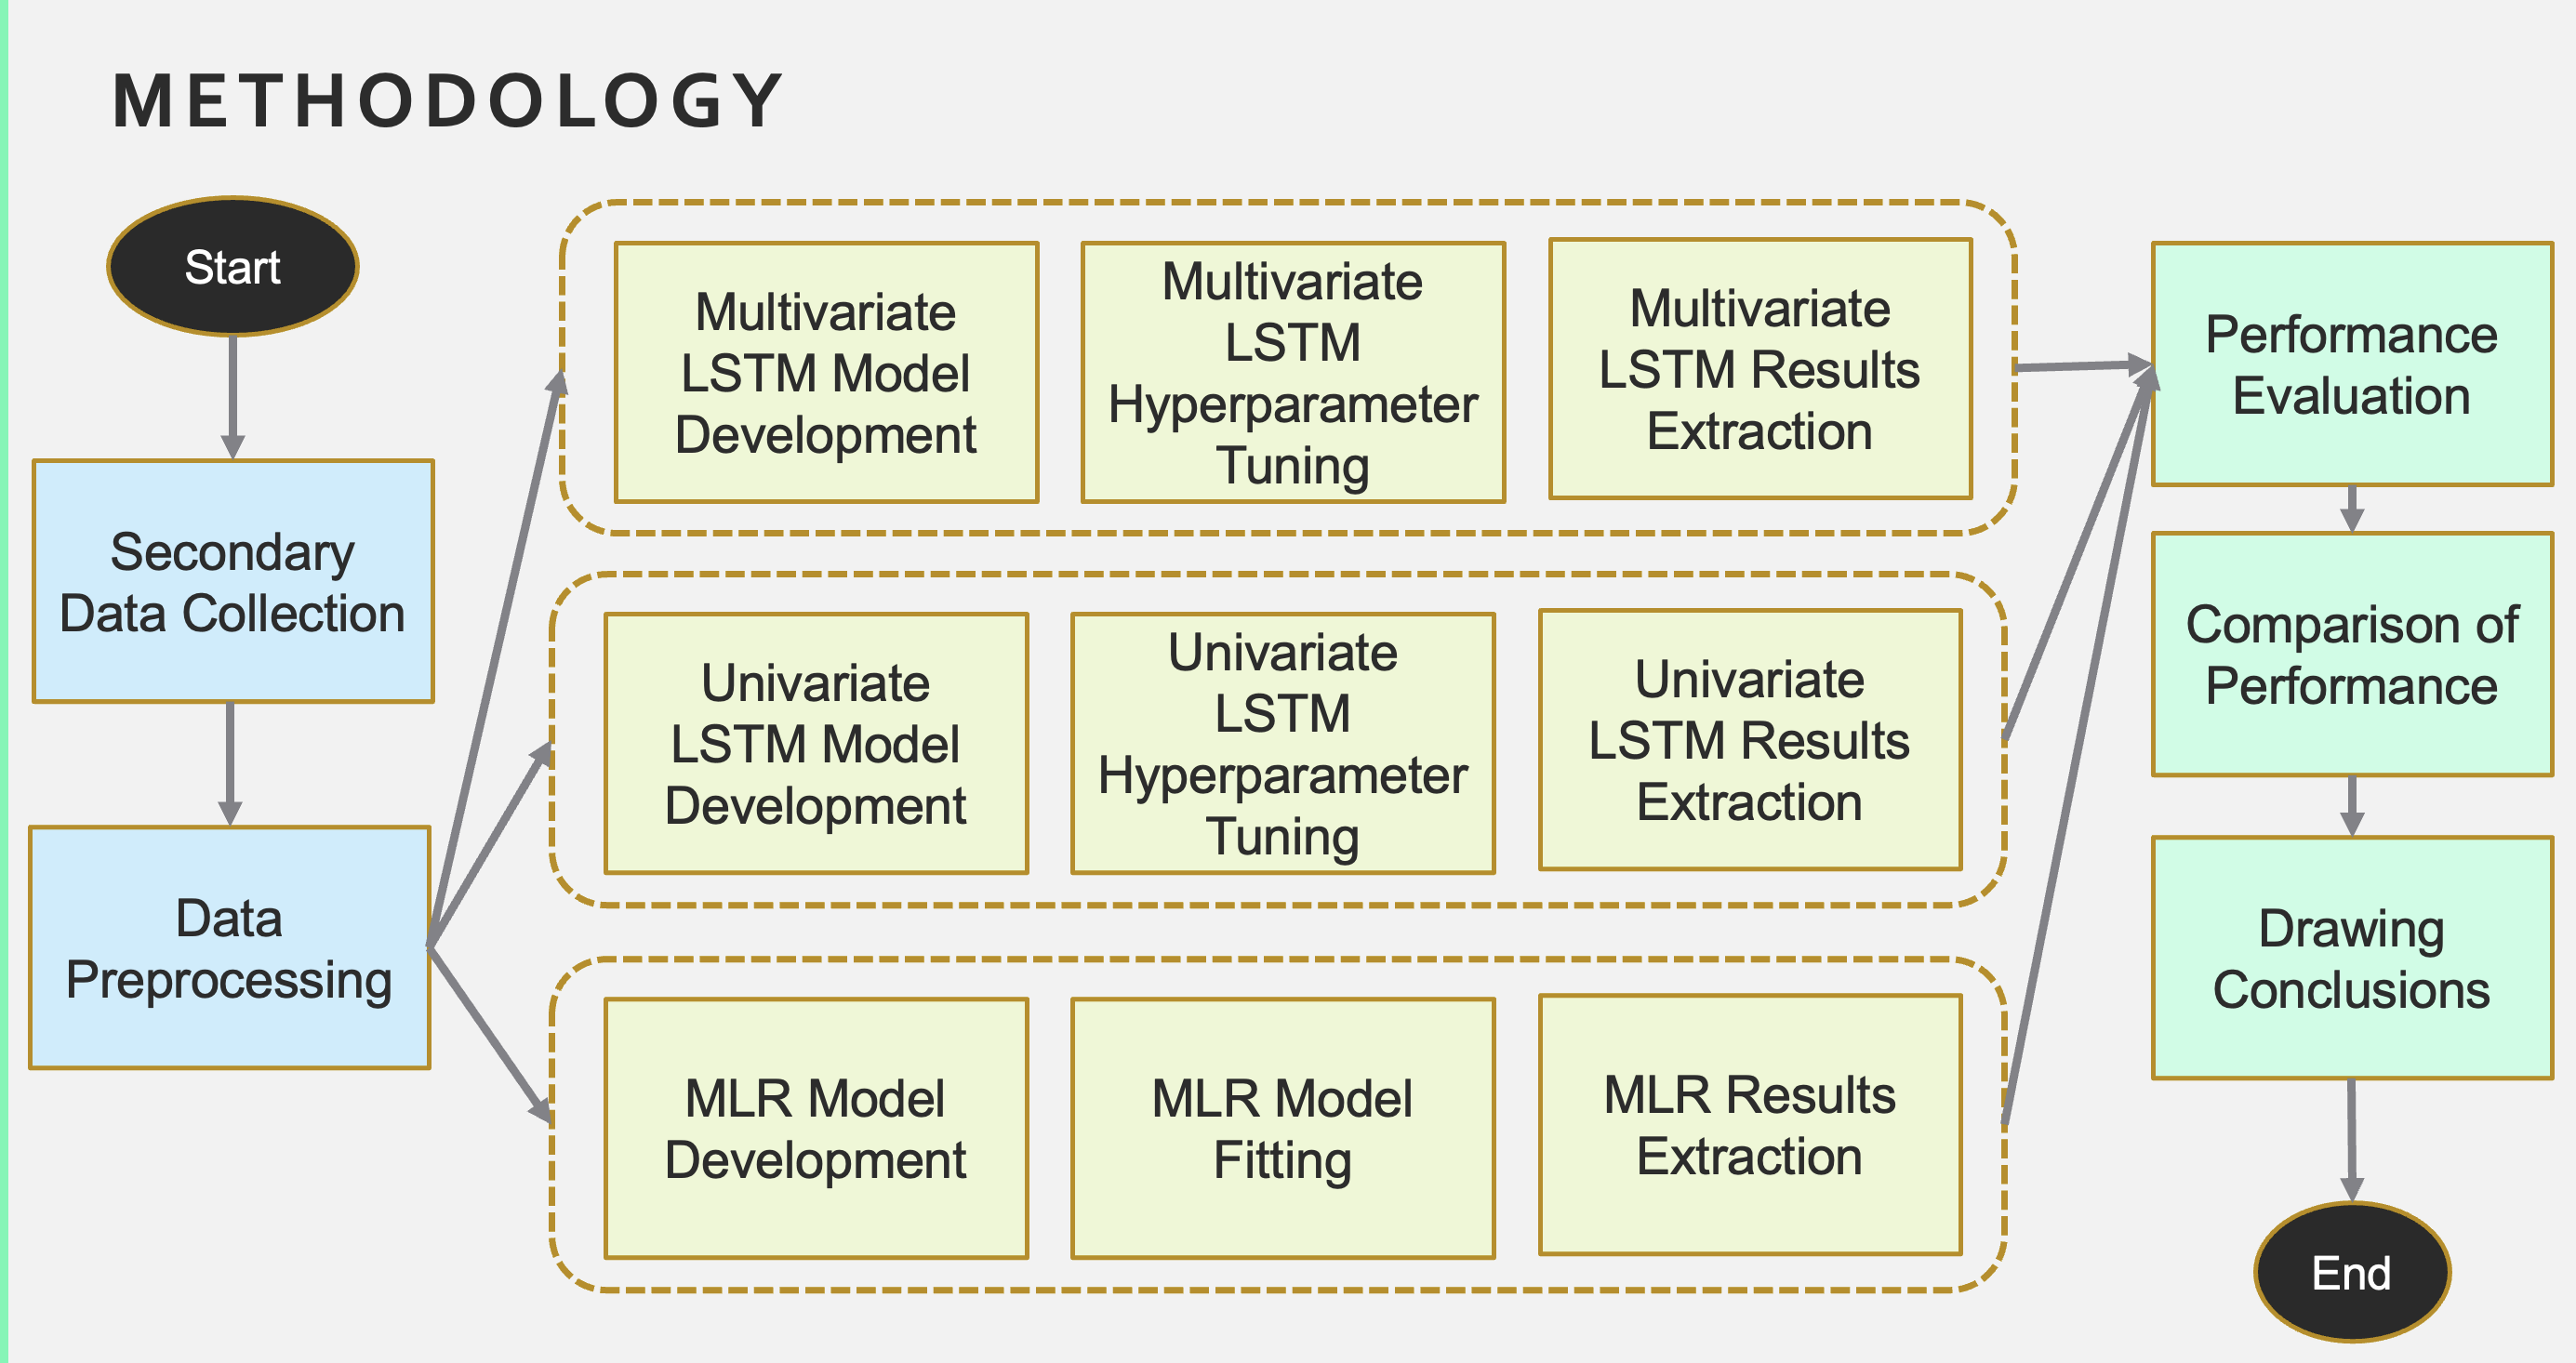 METHODOLOGY
Start
Secondary
Data Collection
Data
Preprocessing
Multivariate
LSTM Model
Development
Multivariate
LSTM
Hyperparameter
Tuning
Multivariate
LSTM Results
Extraction
Univariate
LSTM Model
Development
Univariate
LSTM
Hyperparameter
Tuning
Univariate
LSTM Results
Extraction
MLR Model
Development
MLR Model
Fitting
MLR Results
Extraction
Performance
Evaluation
Comparison of
Performance
Drawing
Conclusions
End